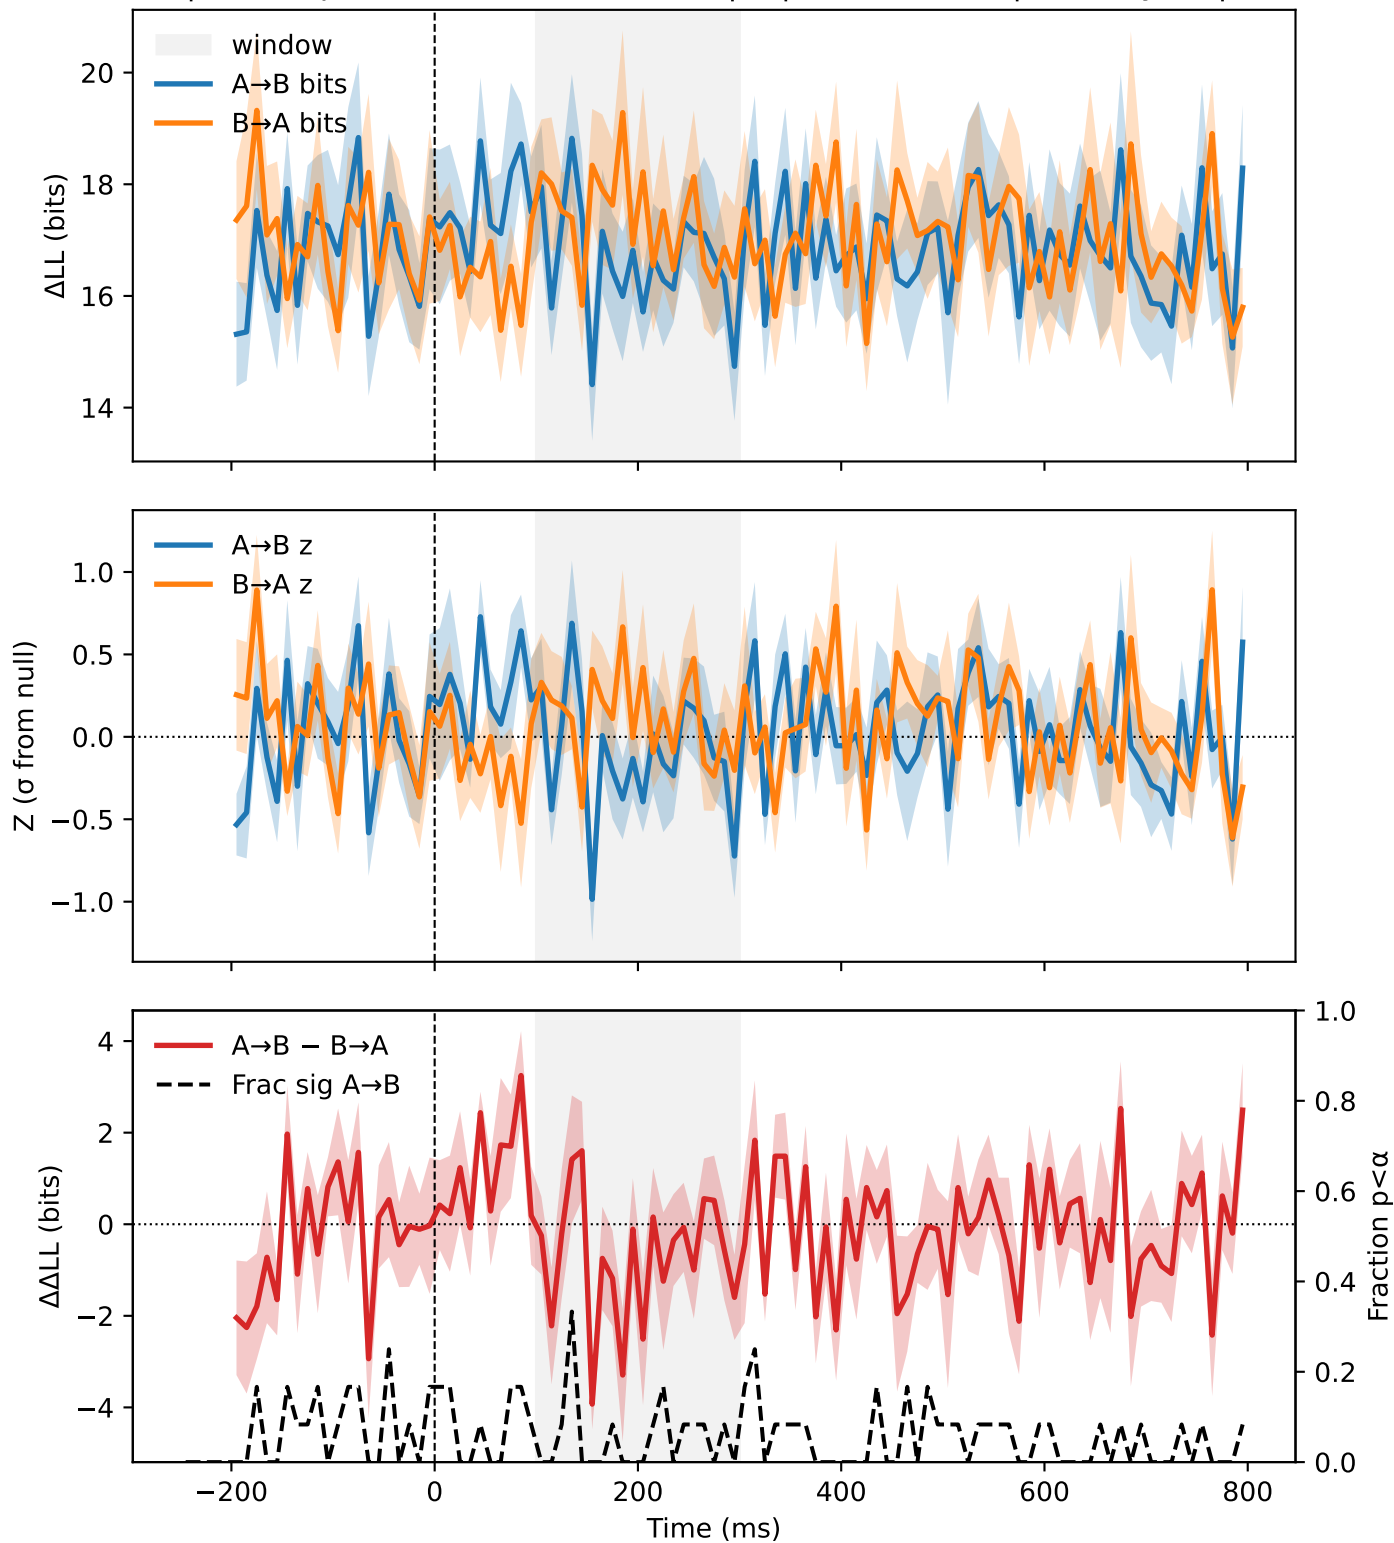 window
A→B bits
B→A bits
ΔLL (bits)
20
18
16
14
A→B z
B→A z
Z (σ from null)
1.0
0.5
0.0
−0.5
−1.0
A→B − B→A
Frac sig A→B
ΔΔLL (bits)
4
2
0
−2
−4
1.0
0.8
0.6
0.4
0.2
0.0
Fraction p<α
−200
0
200
400
600
800
Time (ms)